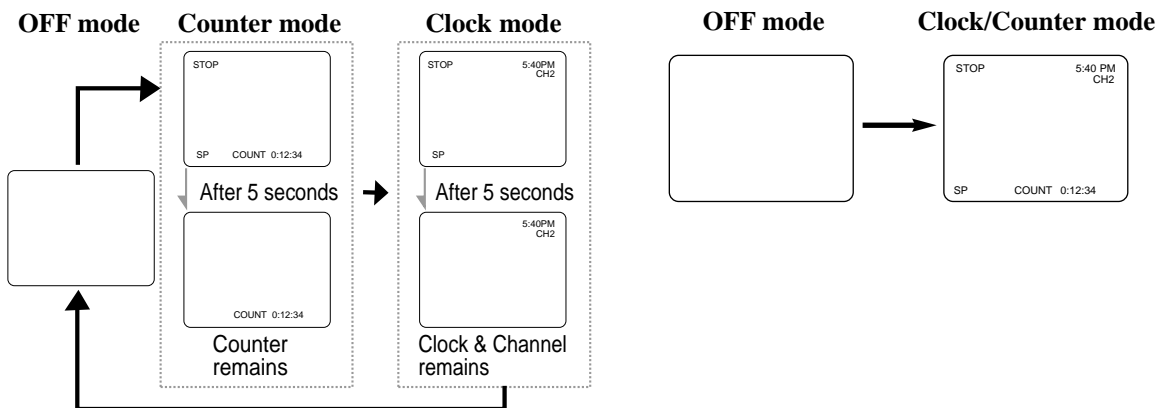 OFF mode
Counter mode
Clock mode
STOP
SP COUNT 0:12:34
After 5 seconds
COUNT 0:12:34
Counter
remains
STOP 5:40PM
CH2
SP
After 5 seconds
5:40PM
CH2
Clock & Channel
remains
OFF mode
Clock/Counter mode
STOP 5:40 PM
CH2
SP COUNT 0:12:34